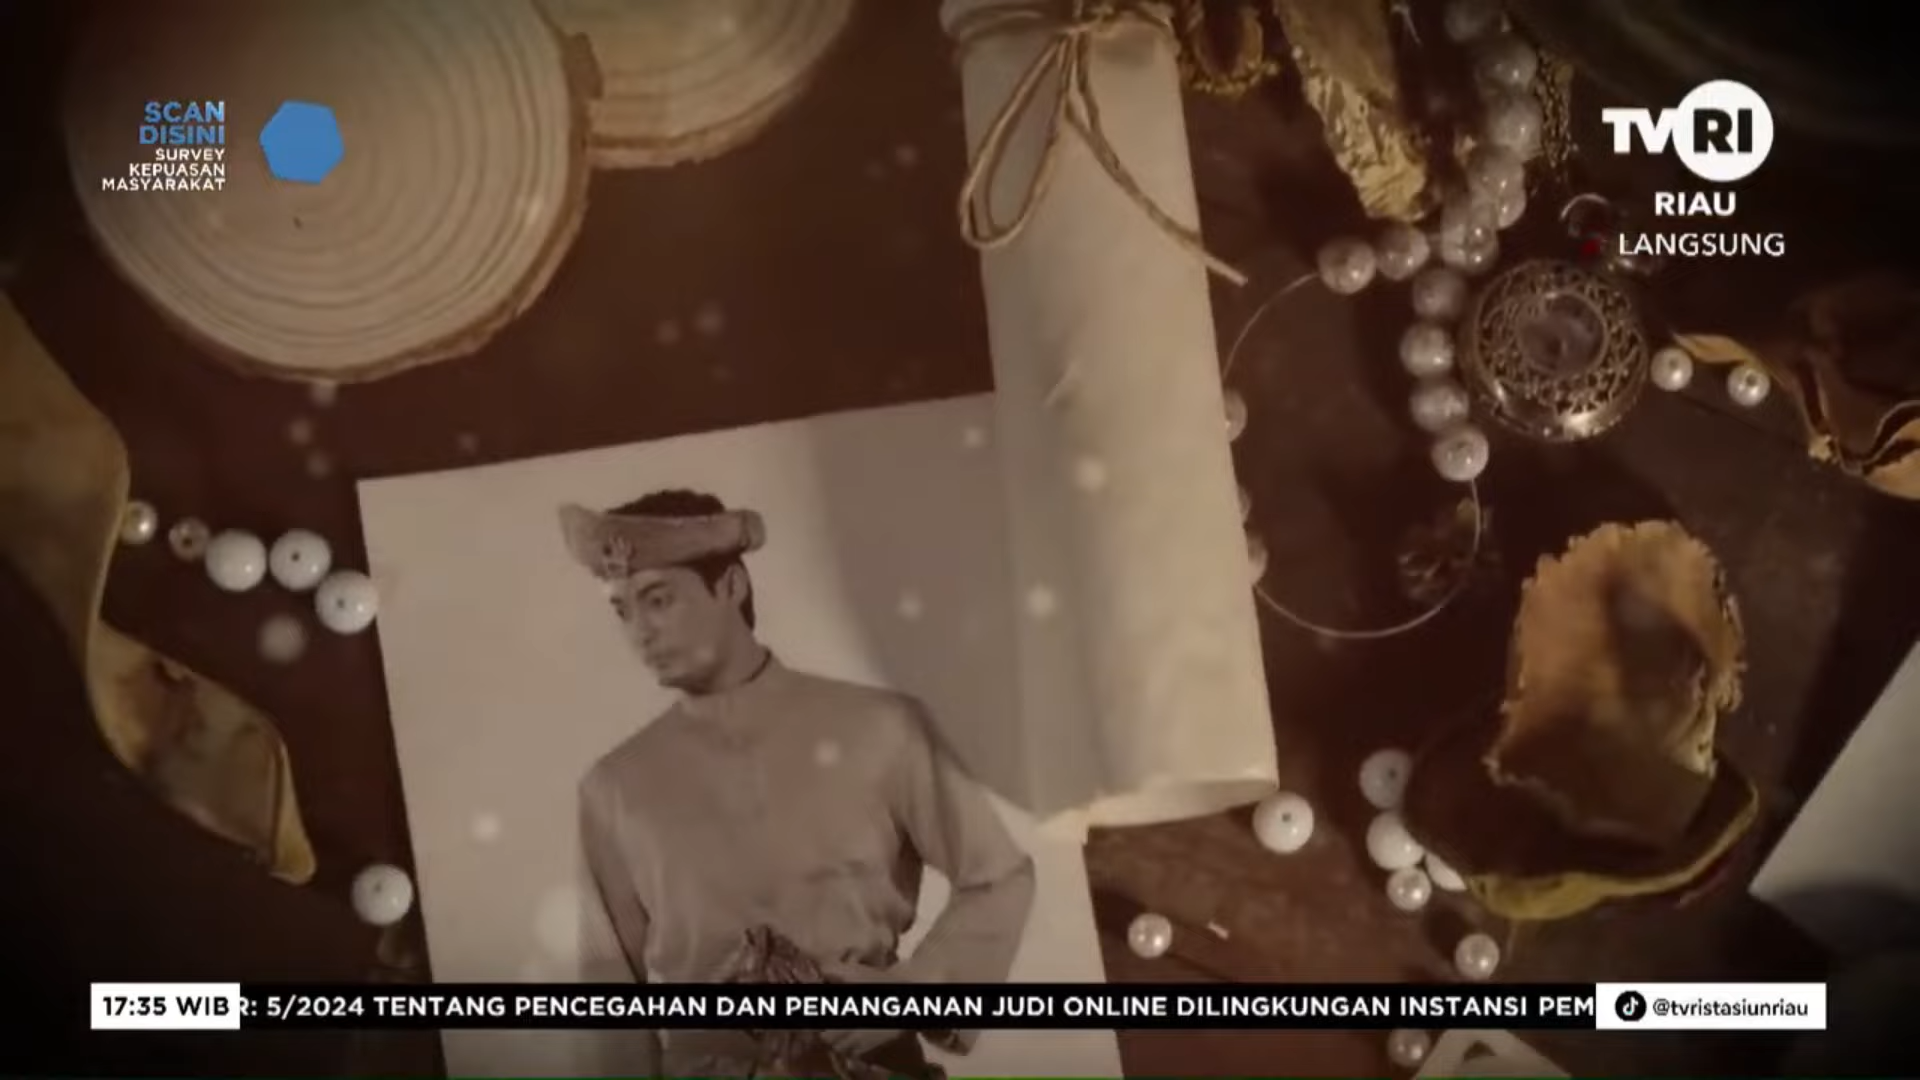 SCAN
DISINI
SURVEY
KEPUASAN
MASYARAKAT
TVRI
RIAU
LANGSUNG
17:35 WIB
R: 5/2024 TENTANG PENCEGAHAN DAN PENANGANAN JUDI ONLINE DILINGKUNGAN INSTANSI PEM
@tvristasiunriau